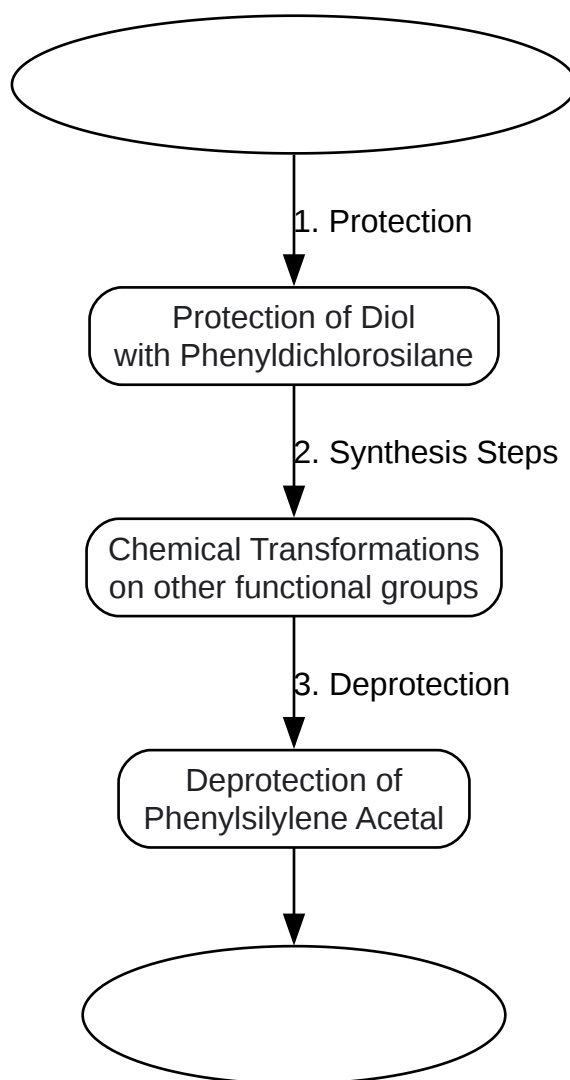 1. Protection
Protection of Diol
with Phenyldichlorosilane
2. Synthesis Steps
Chemical Transformations
on other functional groups
3. Deprotection
Deprotection of
Phenylsilylene Acetal